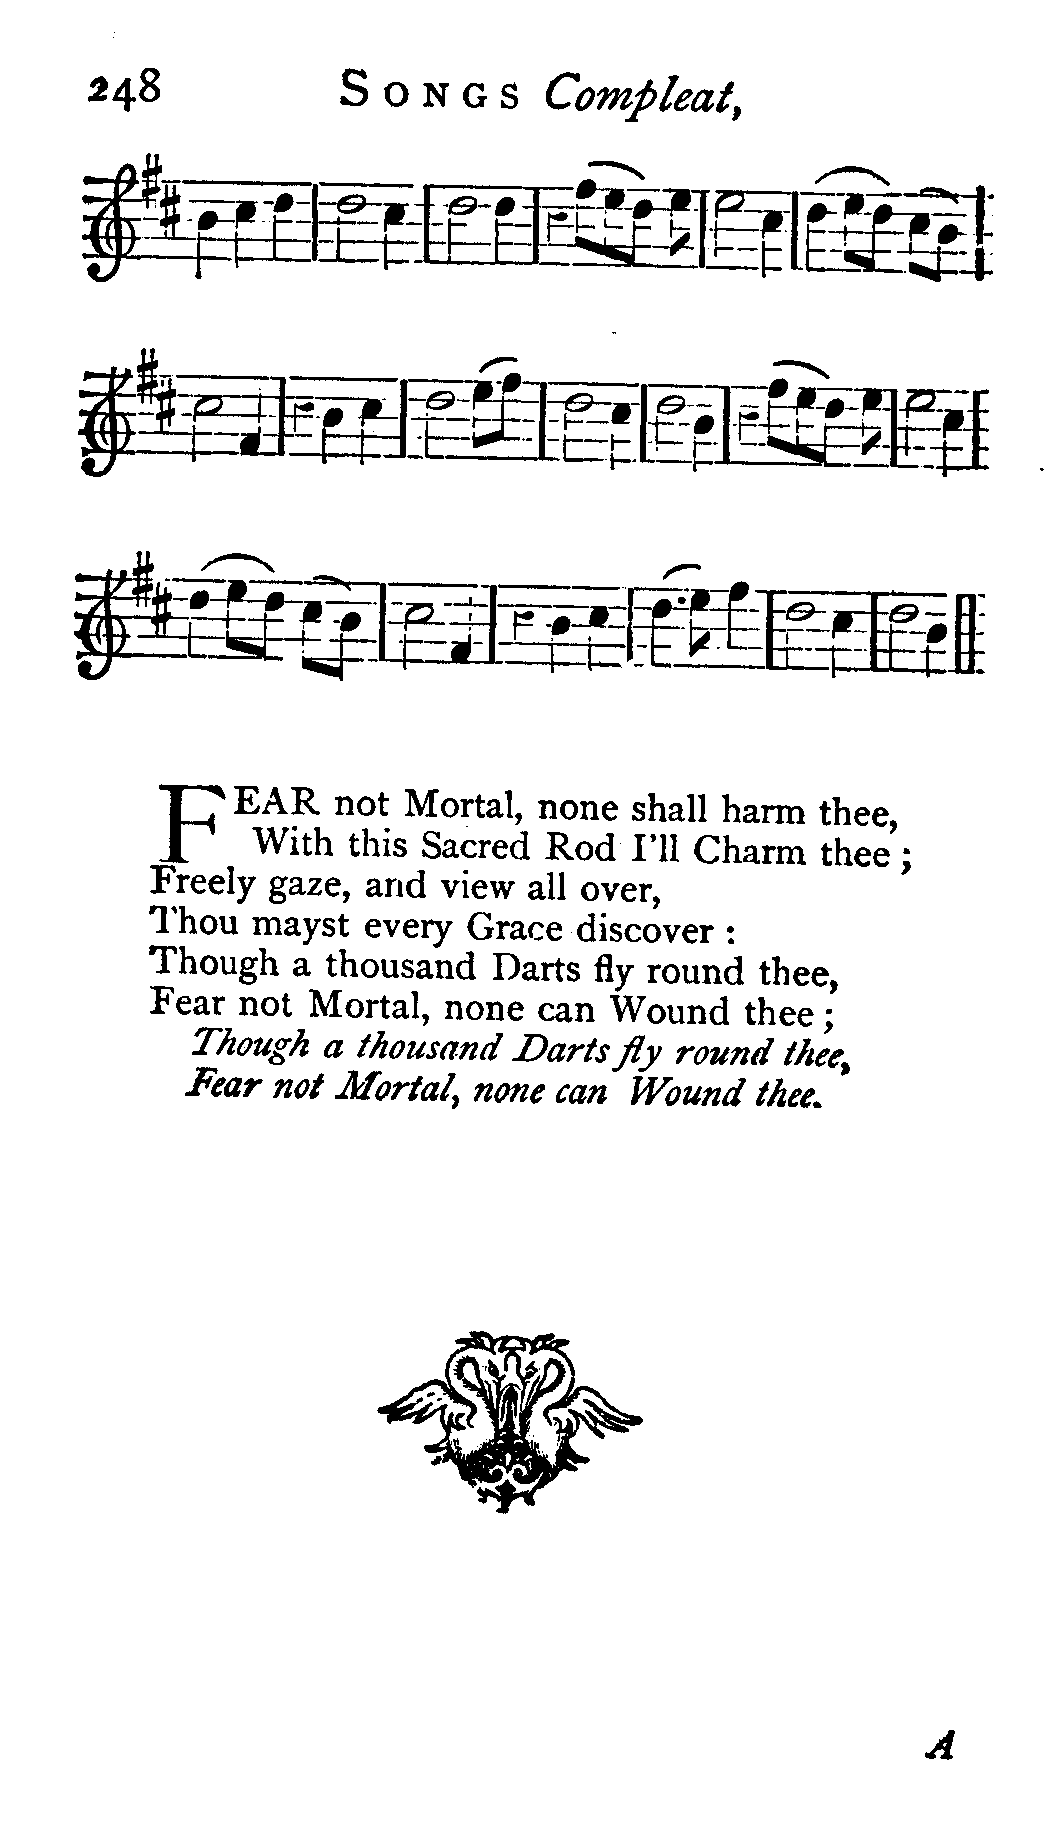 248 SONGS Compleat,
FEAR not Mortal, none shall harm thee,
With this Sacred Rod I'll Charm thee ;
Freely gaze, and view all over,
Thou mayst every Grace discover :
Though a thousand Darts fly round thee,
Fear not Mortal, none can Wound thee ;
Though a thousand Darts fly round thee,
Fear not Mortal, none can Wound thee.
A